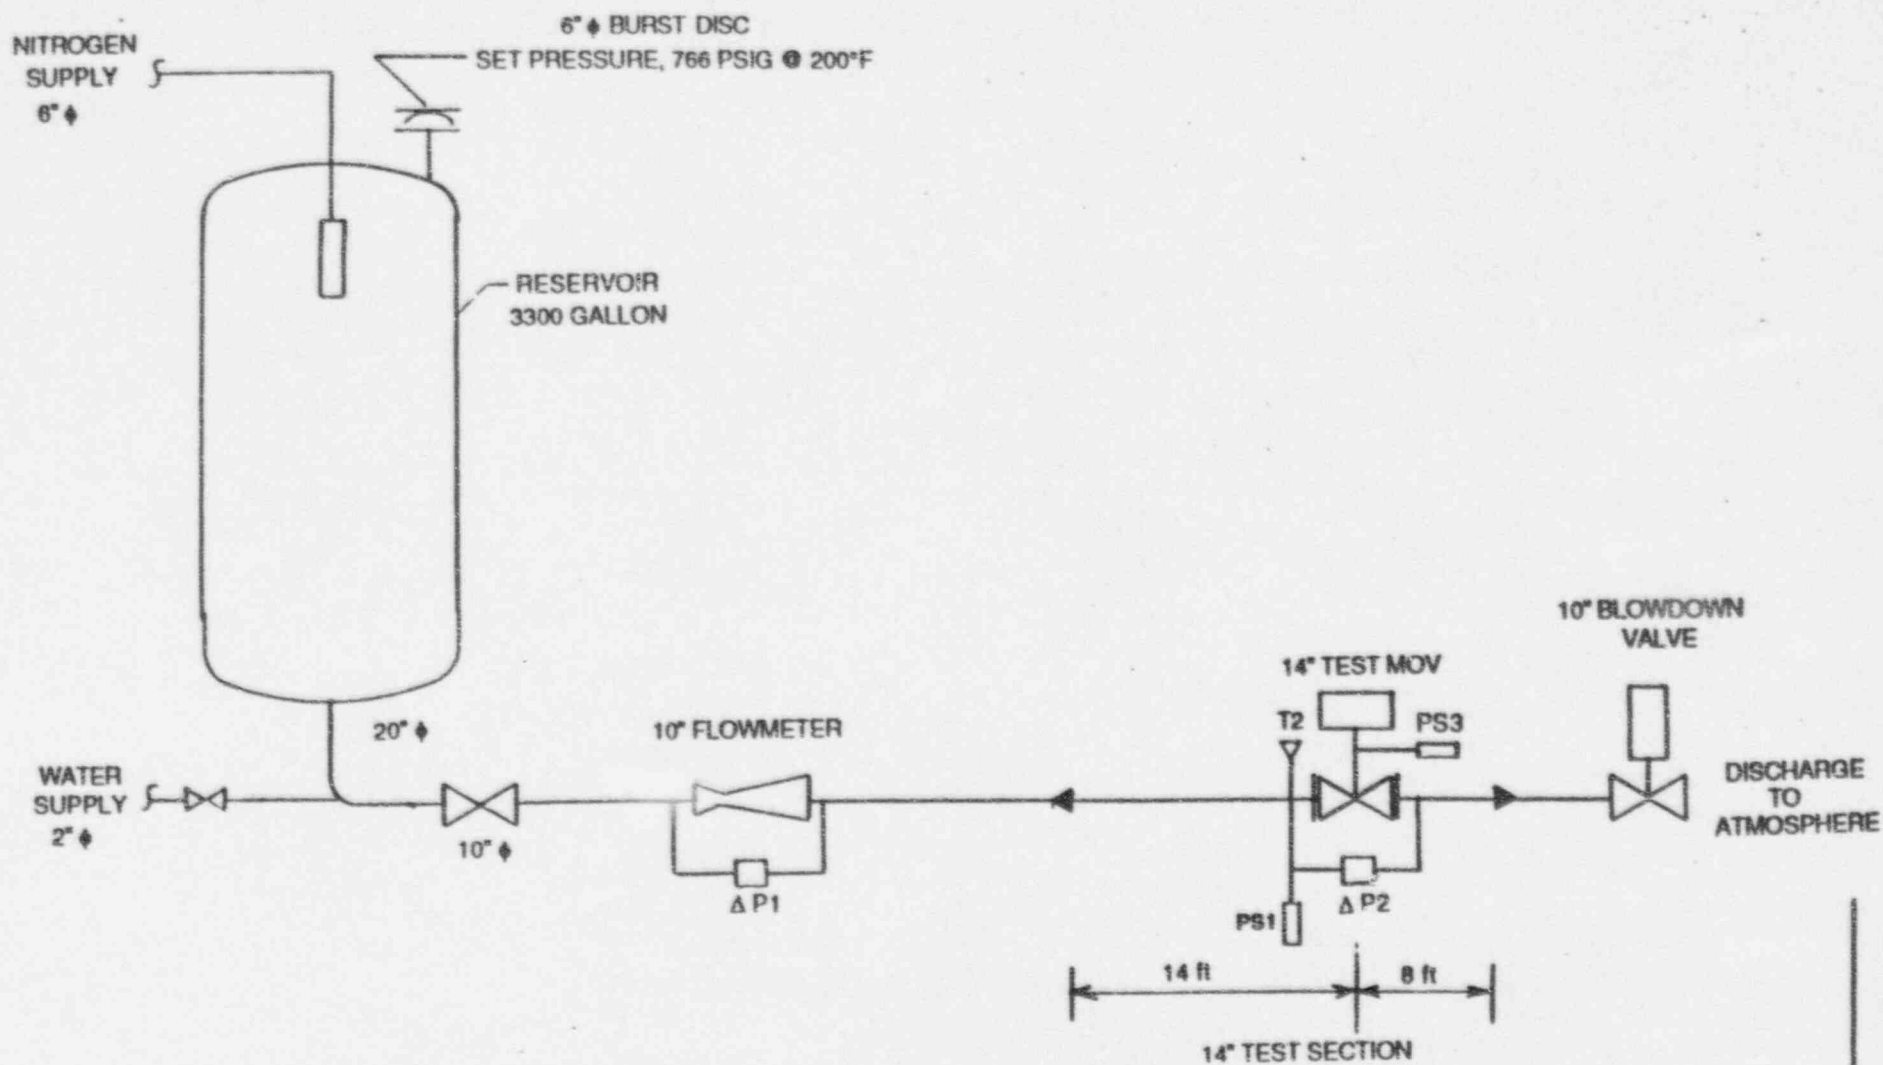 6" ϕ BURST DISC
SET PRESSURE, 766 PSIG @ 200°F
NITROGEN
SUPPLY
6" ϕ
RESERVOIR
3300 GALLON
20" ϕ
10" FLOWMETER
WATER
SUPPLY
2" ϕ
10" ϕ
Δ P1
14" TEST MOV
T2
PS3
10" BLOWDOWN
VALVE
DISCHARGE
TO
ATMOSPHERE
PS1
Δ P2
14 ft
8 ft
14" TEST SECTION